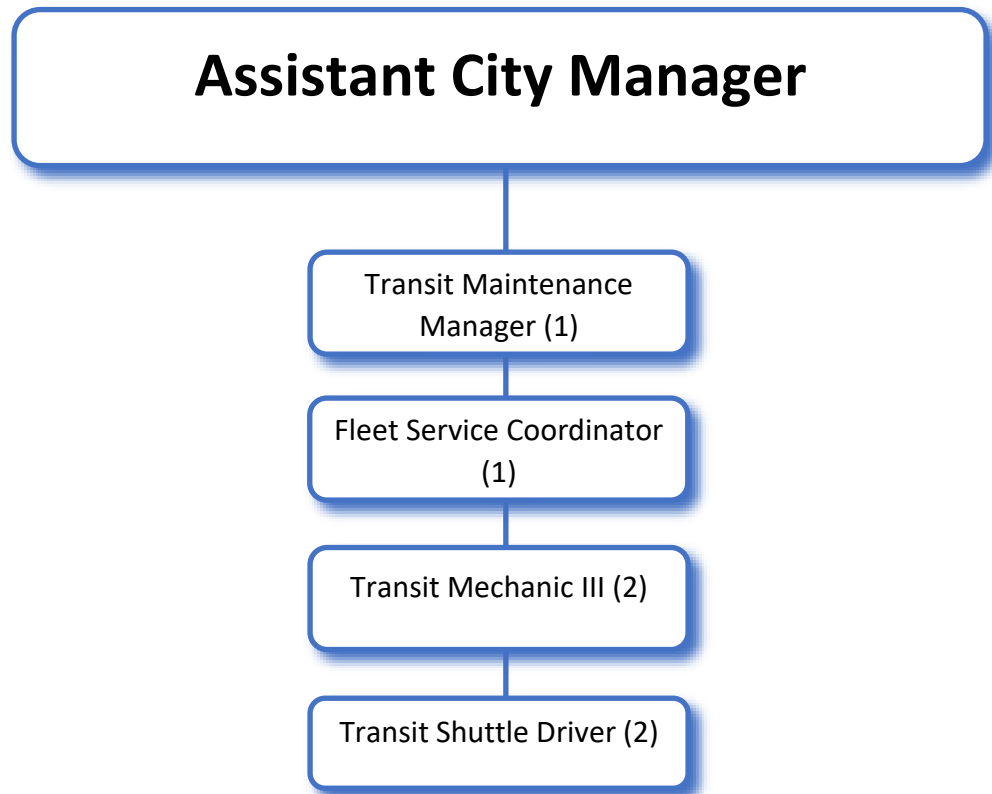 Assistant City Manager
Transit Maintenance
Manager (1)
Fleet Service Coordinator
(1)
Transit Mechanic III (2)
Transit Shuttle Driver (2)